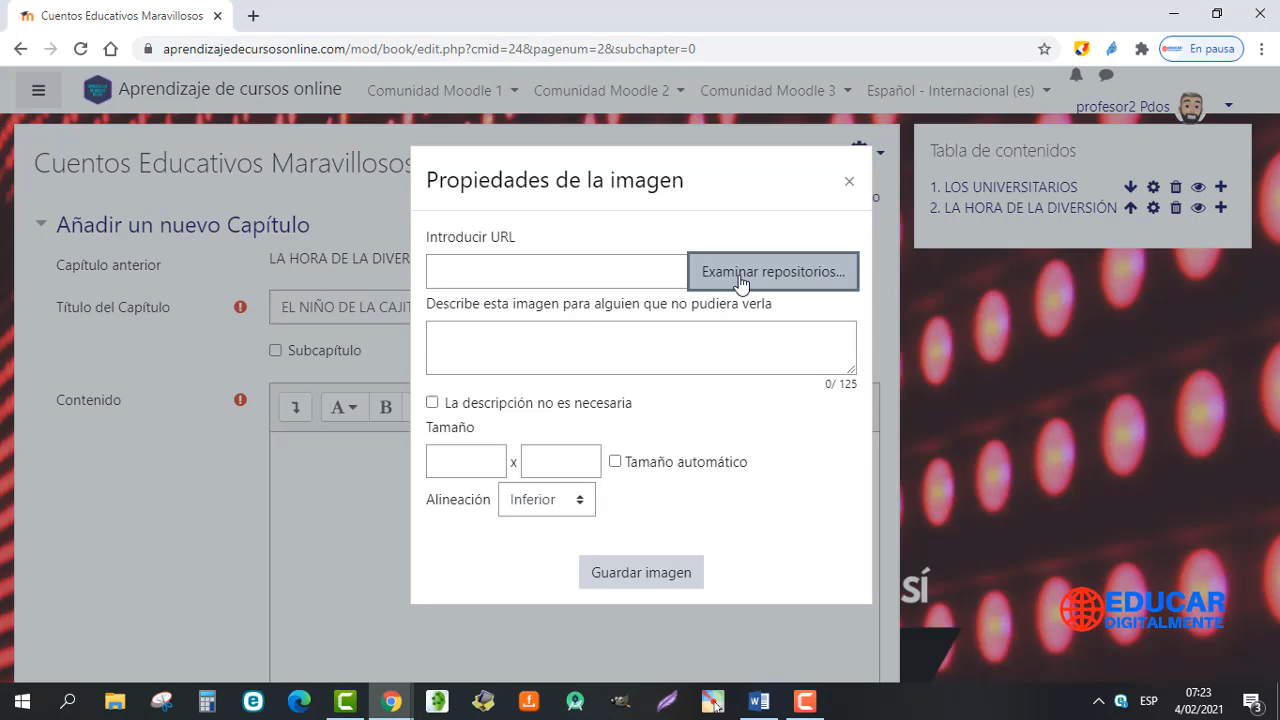 Cuentos Educativos Maravillosos
aprendizajedecursosonline.com/mod/book/edit.php?cmid=24&pagenum=2&subchapter=0
En pausa
Aprendizaje de cursos online
Comunidad Moodle 1
Comunidad Moodle 2
Comunidad Moodle 3
Español - Internacional (es)
profesor2 Pdos
Cuentos Educativos Maravillosos
Añadir un nuevo Capítulo
Capítulo anterior
LA HORA DE LA DIVER
Título del Capítulo
EL NIÑO DE LA CAJIT
Subcapítulo
Contenido
A
B
Propiedades de la imagen
×
Introducir URL
Examinar repositorios...
Describe esta imagen para alguien que no pudiera verla
0/ 125
La descripción no es necesaria
Tamaño
x
Tamaño automático
Alineación
Inferior
Guardar imagen
Tabla de contenidos
1. LOS UNIVERSITARIOS
2. LA HORA DE LA DIVERSIÓN
SÍ
EDUCAR
DIGITALMENTE
ESP
07:23
4/02/2021
3